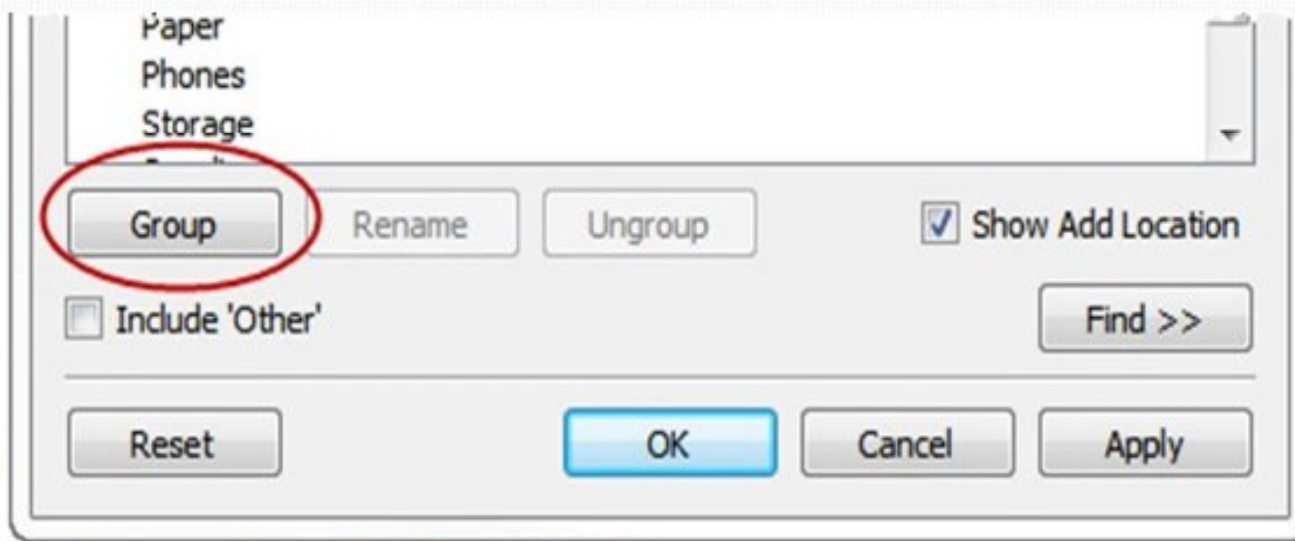 Paper
Phones
Storage
Group Rename Ungroup Show Add Location
Include 'Other' Find >>
Reset OK Cancel Apply